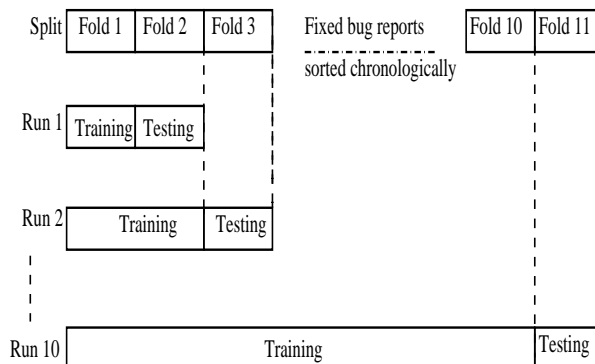 Split Fold 1 Fold 2 Fold 3 Fixed bug reports Fold 10 Fold 11
sorted chronologically
Run 1 Training Testing
Run 2 Training Testing
Run 10 Training Testing